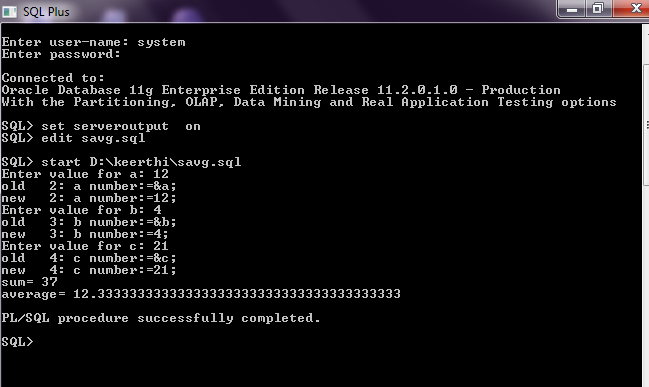 SQL Plus
Enter user-name: system
Enter password:
Connected to:
Oracle Database 11g Enterprise Edition Release 11.2.0.1.0 - Production
With the Partitioning, OLAP, Data Mining and Real Application Testing options
SQL> set serveroutput  on
SQL> edit savg.sql
SQL> start D:\keerthi\savg.sql
Enter value for a: 12
old   2: a number:=&a;
new   2: a number:=12;
Enter value for b: 4
old   3: b number:=&b;
new   3: b number:=4;
Enter value for c: 21
old   4: c number:=&c;
new   4: c number:=21;
sum= 37
average= 12.33333333333333333333333333333333333333
PL/SQL procedure successfully completed.
SQL>